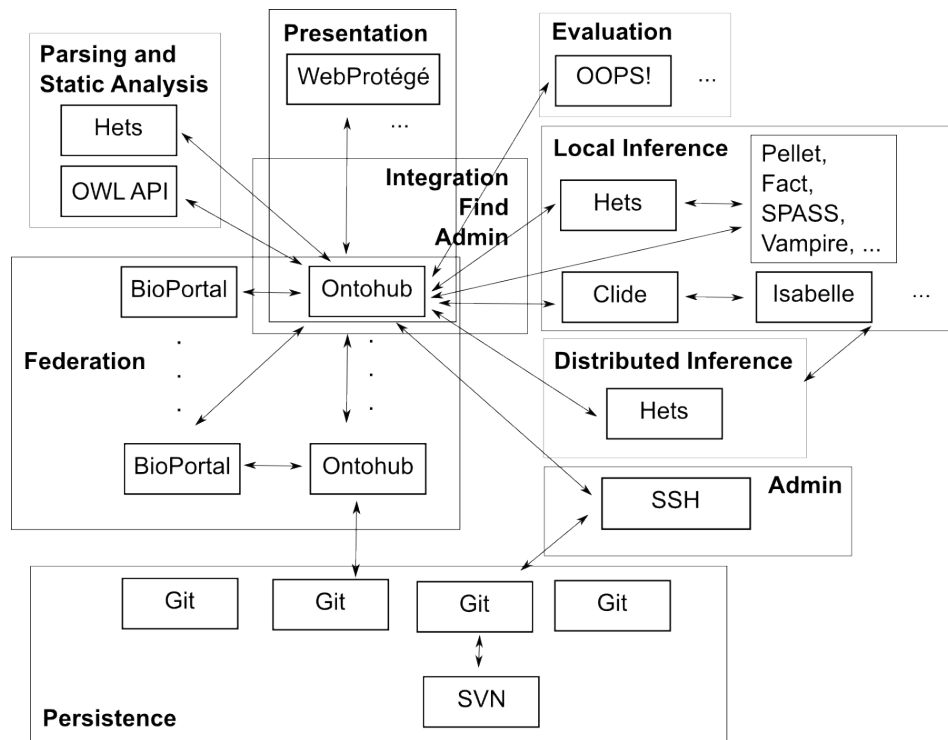 Parsing and
Static Analysis
Hets
OWL API
Presentation
WebProtégé
...
Evaluation
OOPS!
...
Integration
Find
Admin
Local Inference
Hets
Pellet,
Fact,
SPASS,
Vampire, ...
Clide
Isabelle
...
BioPortal
Ontohub
Federation
.
.
.
.
.
.
BioPortal
Ontohub
Distributed Inference
Hets
Admin
SSH
Git
Git
Git
Git
SVN
Persistence